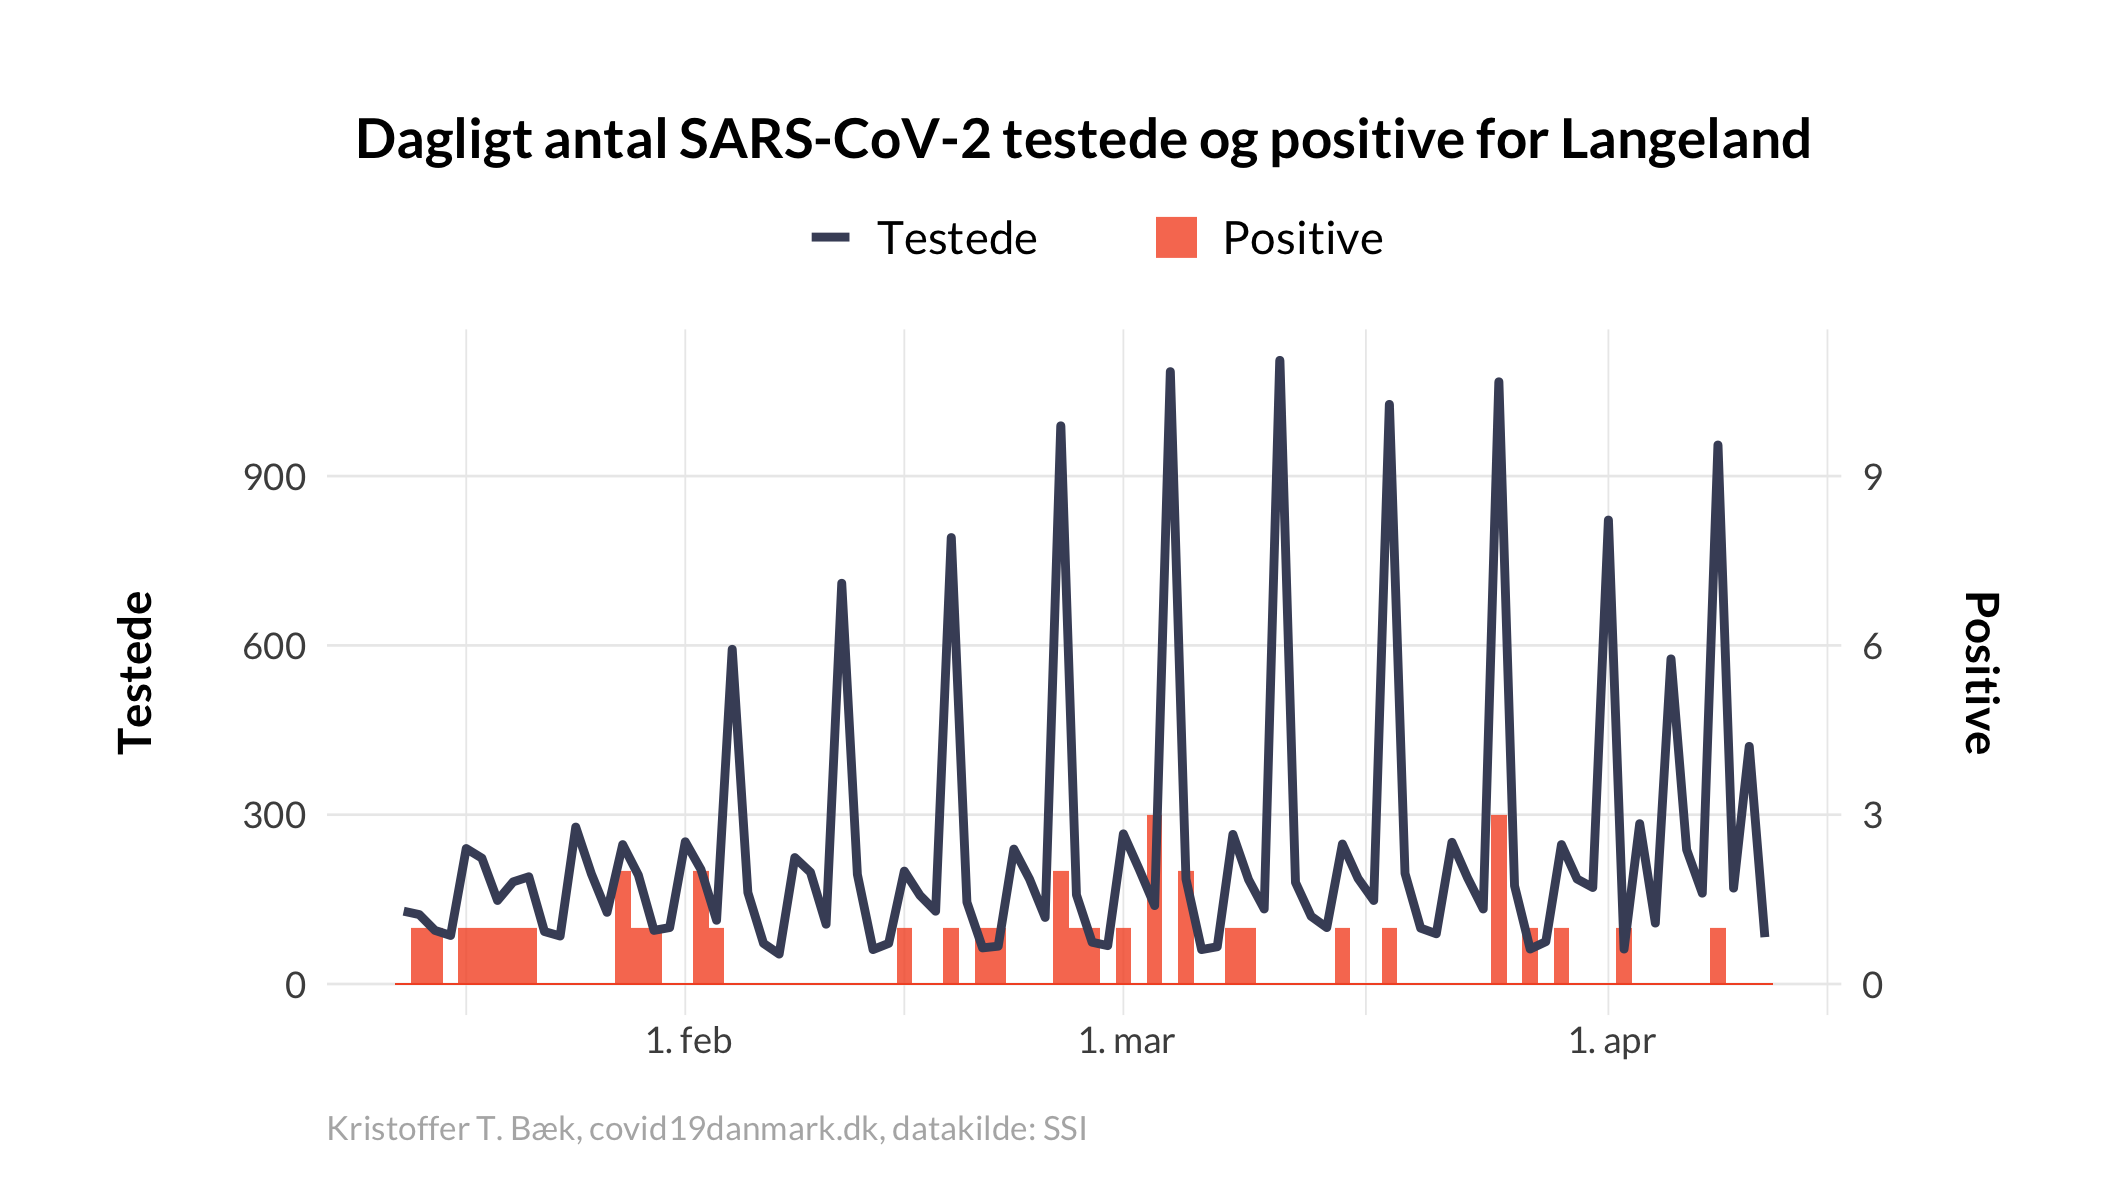 Dagligt antal SARS-CoV-2 testede og positive for Langeland
Testede Positive
Testede
Positive
900 9
600 6
300 3
0 0
1. feb 1. mar 1. apr
Kristoffer T. Bæk, covid19danmark.dk, datakilde: SSI